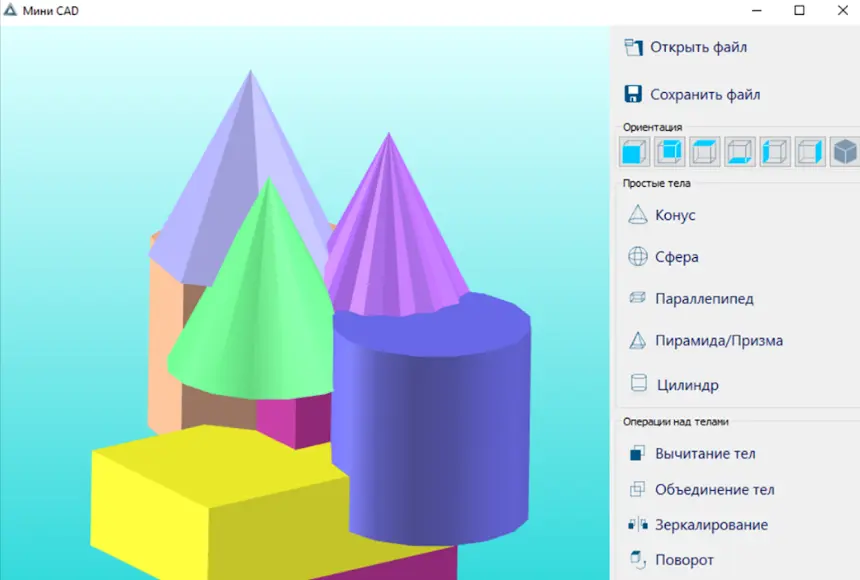 Мини CAD
Открыть файл
Сохранить файл
Ориентация
Простые тела
Конус
Сфера
Параллепипед
Пирамида/Призма
Цилиндр
Операции над телами
Вычитание тел
Объединение тел
Зеркалирование
Поворот